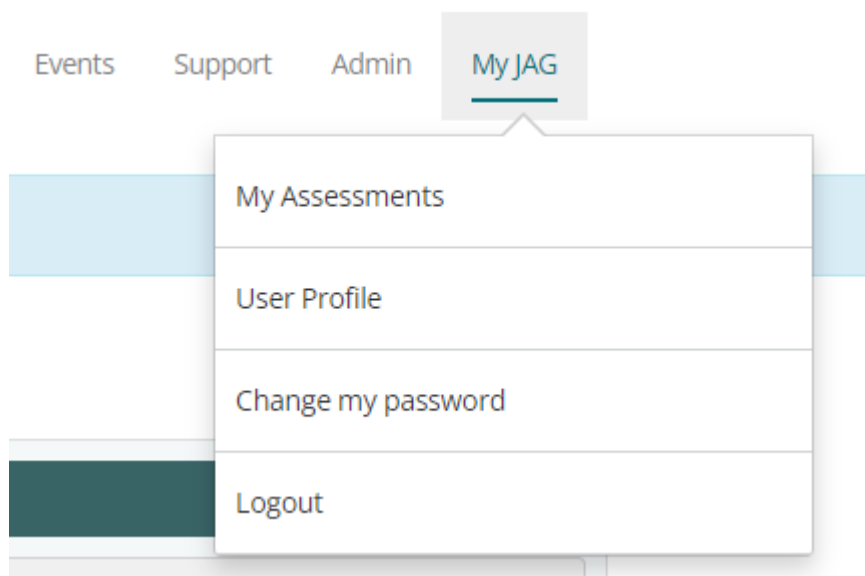 Events Support Admin My JAG
My Assessments
User Profile
Change my password
Logout